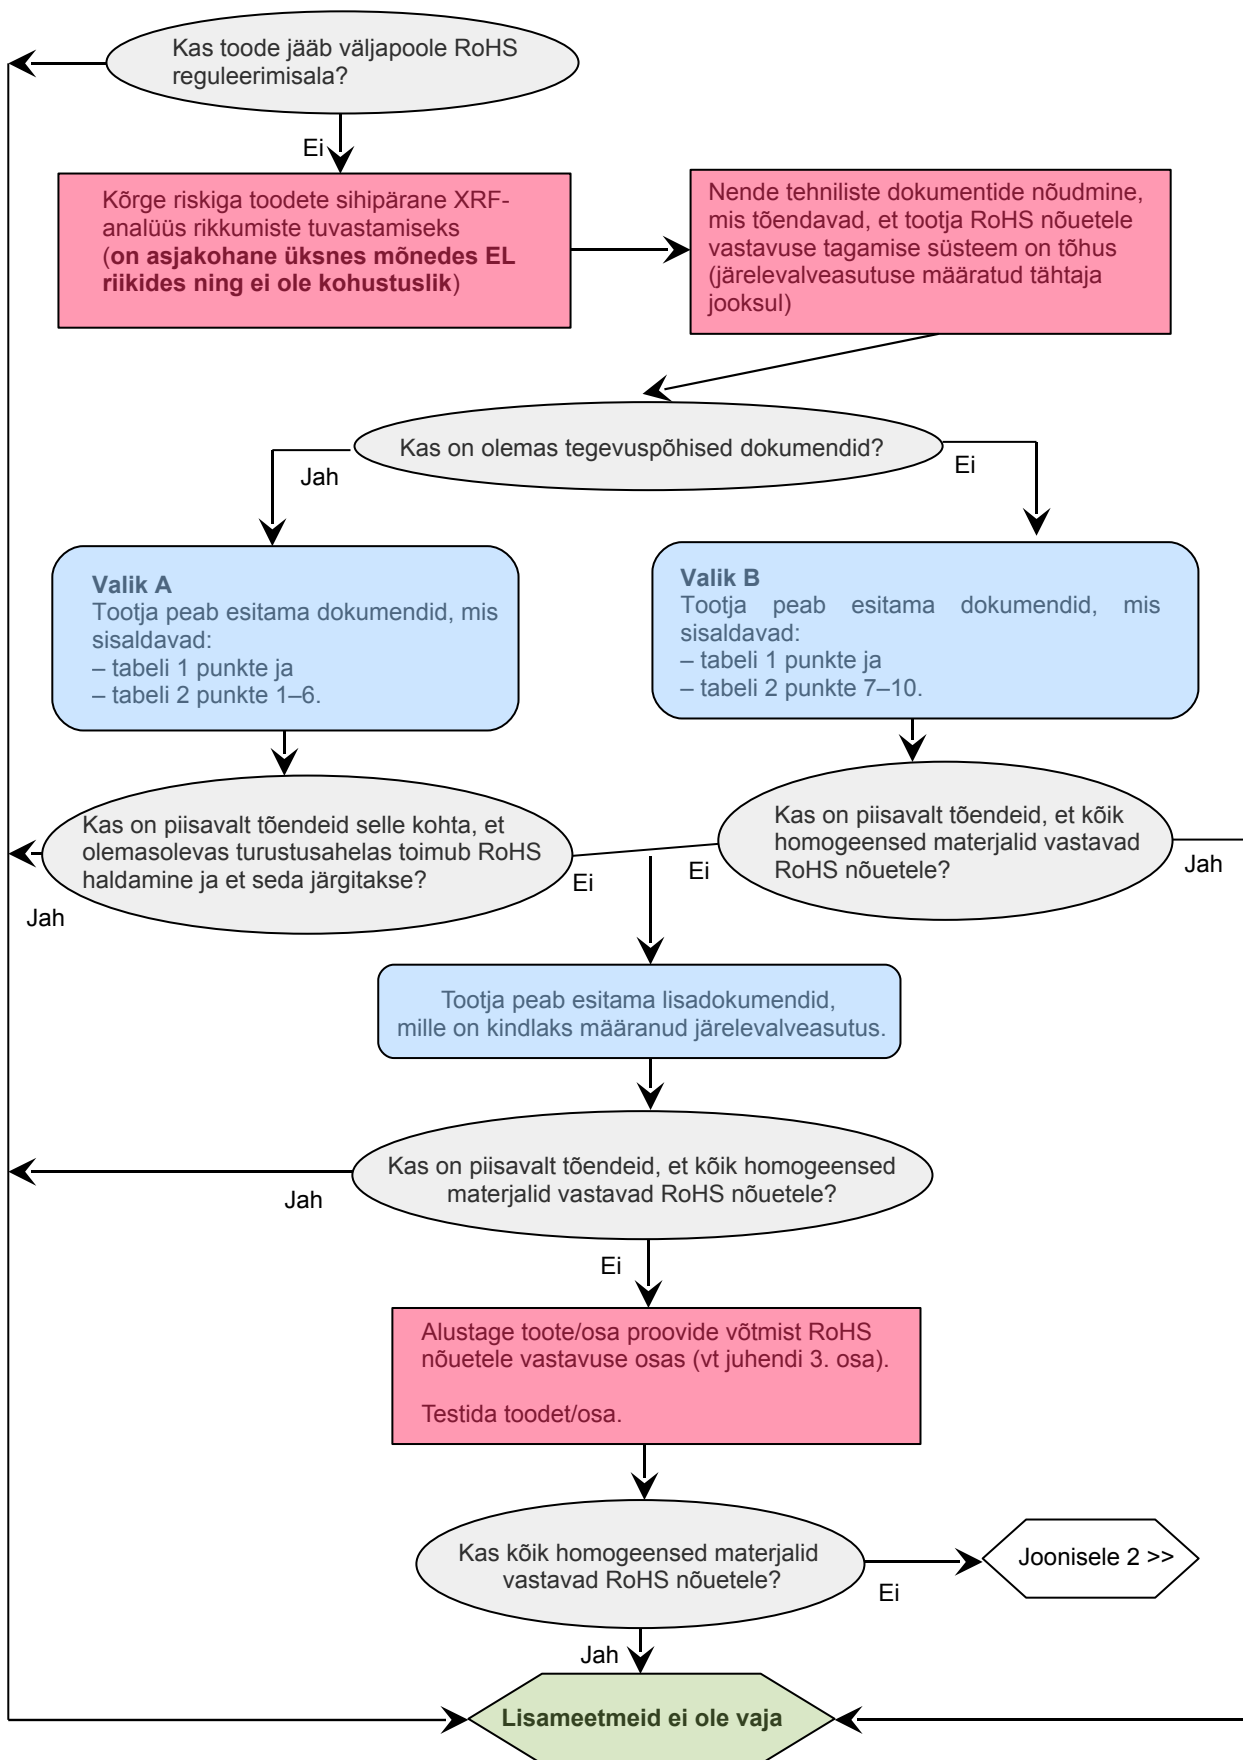 Kas toode jääb väljapoole RoHS
reguleerimisala?
Ei
Kõrge riskiga toodete sihipärane XRF-
analüüs rikkumiste tuvastamiseks
(on asjakohane üksnes mõnedes EL
riikides ning ei ole kohustuslik)
Nende tehniliste dokumentide nõudmine,
mis tõendavad, et tootja RoHS nõuetele
vastavuse tagamise süsteem on tõhus
(järelevalveasutuse määratud tähtaja
jooksul)
Kas on olemas tegevuspõhised dokumendid?
Jah
Ei
Valik A
Tootja peab esitama dokumendid, mis
sisaldavad:
– tabeli 1 punkte ja
– tabeli 2 punkte 1–6.
Valik B
Tootja peab esitama dokumendid, mis
sisaldavad:
– tabeli 1 punkte ja
– tabeli 2 punkte 7–10.
Kas on piisavalt tõendeid selle kohta, et
olemasolevas turustusahelas toimub RoHS
haldamine ja et seda järgitakse?
Jah
Ei
Kas on piisavalt tõendeid, et kõik
homogeensed materjalid vastavad
RoHS nõuetele?
Ei
Jah
Tootja peab esitama lisadokumendid,
mille on kindlaks määranud järelevalveasutus.
Kas on piisavalt tõendeid, et kõik homogeensed
materjalid vastavad RoHS nõuetele?
Jah
Ei
Alustage toote/osa proovide võtmist RoHS
nõuetele vastavuse osas (vt juhendi 3. osa).
Testida toodet/osa.
Kas kõik homogeensed materjalid
vastavad RoHS nõuetele?
Ei
Joonisele 2 >>
Jah
Lisameetmeid ei ole vaja